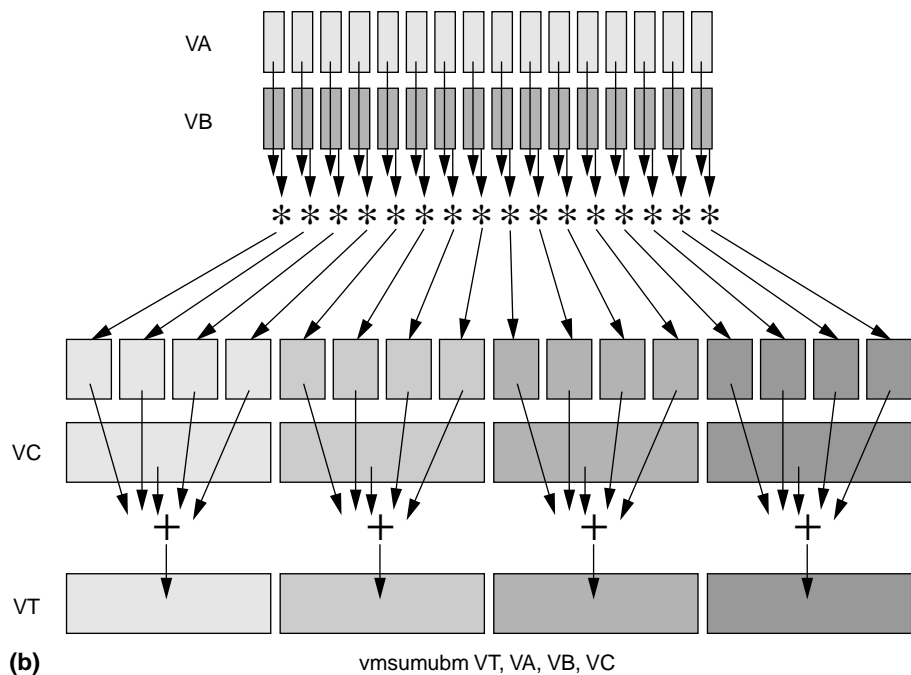 VA
VB
* * * * * * * * * * * * * * * *
VC
+ + + +
VT
(b) vmsumubm VT, VA, VB, VC